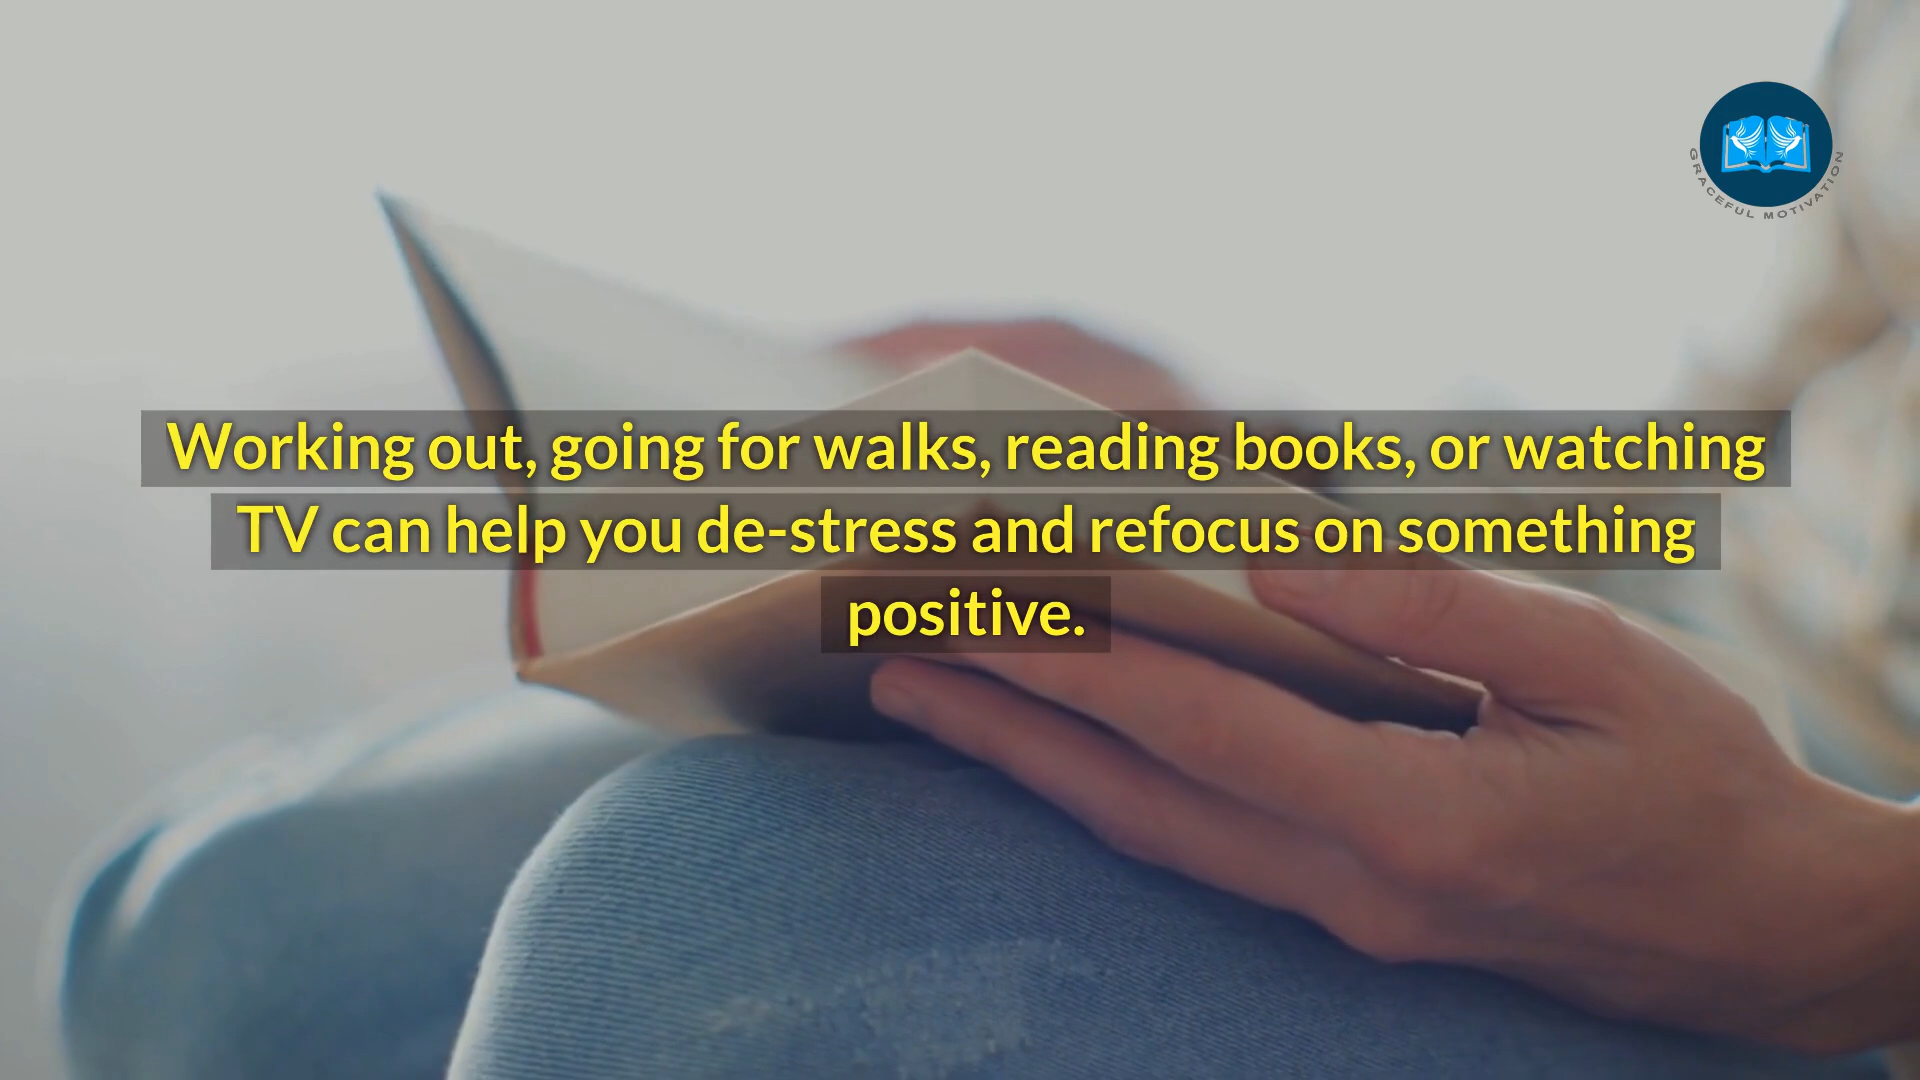 GRACEFUL MOTIVATION
Working out, going for walks, reading books, or watching
TV can help you de-stress and refocus on something
positive.